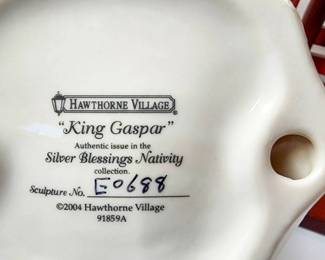 HAWTHORNE VILLAGE
"King Gaspar"
Authentic issue in the
Silver Blessings Nativity
collection.
Sculpture No. E0688
©2004 Hawthorne Village
91859A